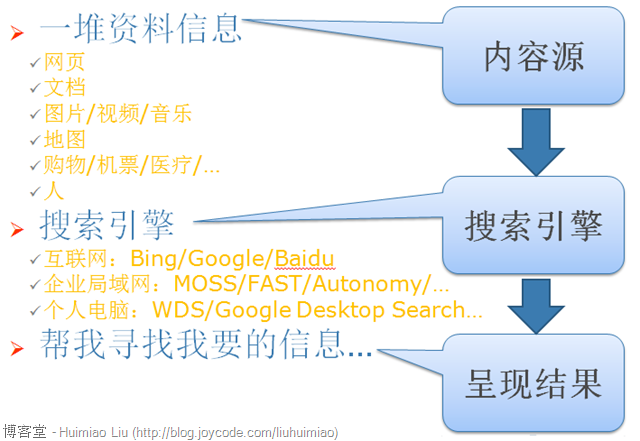 一堆资料信息
内容源
网页
文档
图片/视频/音乐
地图
购物/机票/医疗/...
人
搜索引擎
搜索引擎
互联网：Bing/Google/Baidu
企业局域网：MOSS/FAST/Autonomy/...
个人电脑：WDS/Google Desktop Search...
帮我寻找我要的信息...
呈现结果
博客堂 - Huimiao Liu (http://blog.joycode.com/liuhuimiao)